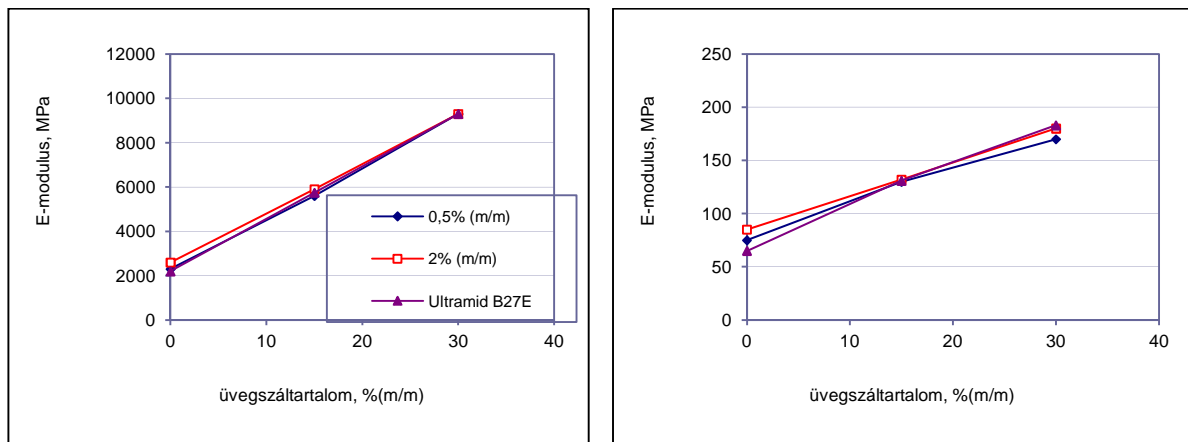 E-modulus, MPa
12000
10000
8000
6000
4000
2000
0
0 10 20 30 40
üvegszáltartalom, %(m/m)
0,5% (m/m)
2% (m/m)
Ultramid B27E
E-modulus, MPa
250
200
150
100
50
0
0 10 20 30 40
üvegszáltartalom, %(m/m)